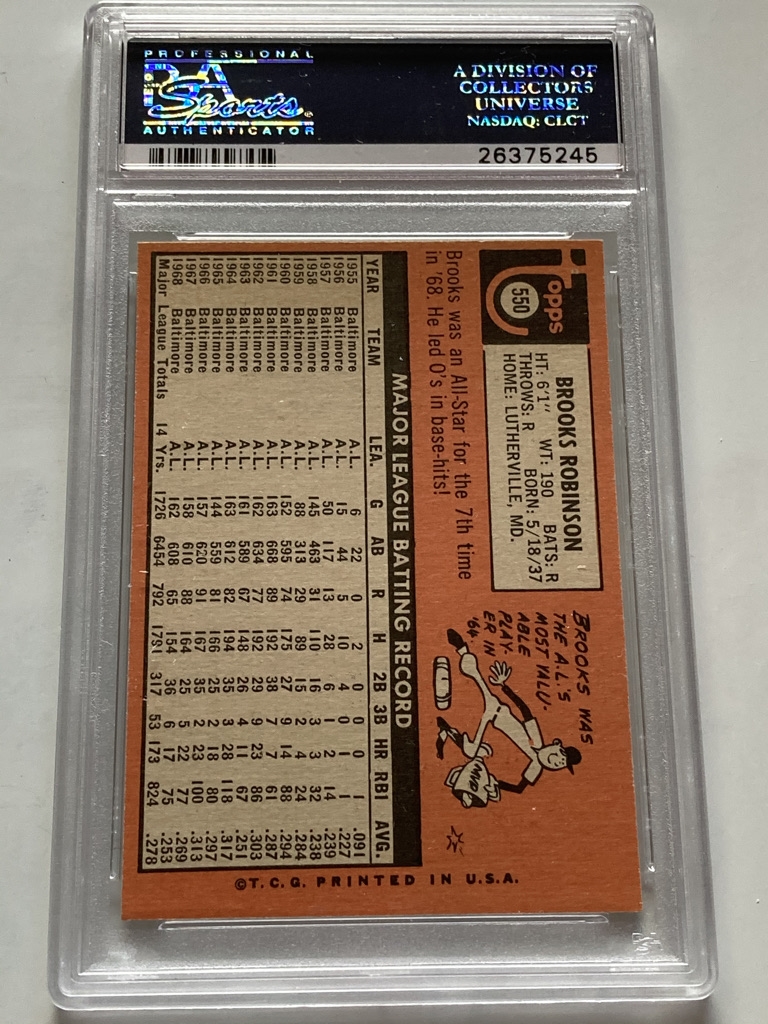 PROFESSIONAL
PSA
Sports
AUTHENTICATOR
A DIVISION OF
COLLECTORS
UNIVERSE
NASDAQ: CLCT
26375245
Topps
550
BROOKS ROBINSON
HT: 6'1" WT: 190 BATS: R
THROWS: R BORN: 5/18/37
HOME: LUTHERVILLE, MD.
BROOKS WAS
THE A.L.'S
MOST VALU-
ABLE
PLAY-
ER IN
'64.
MVP
Brooks was an All-Star for the 7th time
in '68. He led O's in base-hits!
MAJOR LEAGUE BATTING RECORD
YEAR TEAM LEA. G AB R H 2B 3B HR RBI AVG.
1955 Baltimore A.L. 6 22 0 2 0 0 0 1 .091
1956 Baltimore A.L. 15 44 5 10 4 0 1 1 .227
1957 Baltimore A.L. 50 117 13 28 6 1 2 14 .239
1958 Baltimore A.L. 145 463 31 110 16 3 3 32 .238
1959 Baltimore A.L. 88 313 29 89 15 2 4 24 .284
1960 Baltimore A.L. 152 595 74 175 27 9 14 88 .294
1961 Baltimore A.L. 163 668 89 192 38 7 7 61 .287
1962 Baltimore A.L. 162 634 77 192 29 9 23 86 .303
1963 Baltimore A.L. 161 589 67 148 26 4 11 67 .251
1964 Baltimore A.L. 163 612 82 194 35 3 28 118 .317
1965 Baltimore A.L. 144 559 81 166 25 2 18 80 .297
1966 Baltimore A.L. 157 620 91 167 35 2 23 100 .313
1967 Baltimore A.L. 158 610 88 164 25 5 22 77 .269
1968 Baltimore A.L. 162 608 65 154 36 6 17 75 .253
Major League Totals 14 Yrs. 1726 6454 792 1791 317 53 173 824 .278
©T.C.G. PRINTED IN U.S.A.